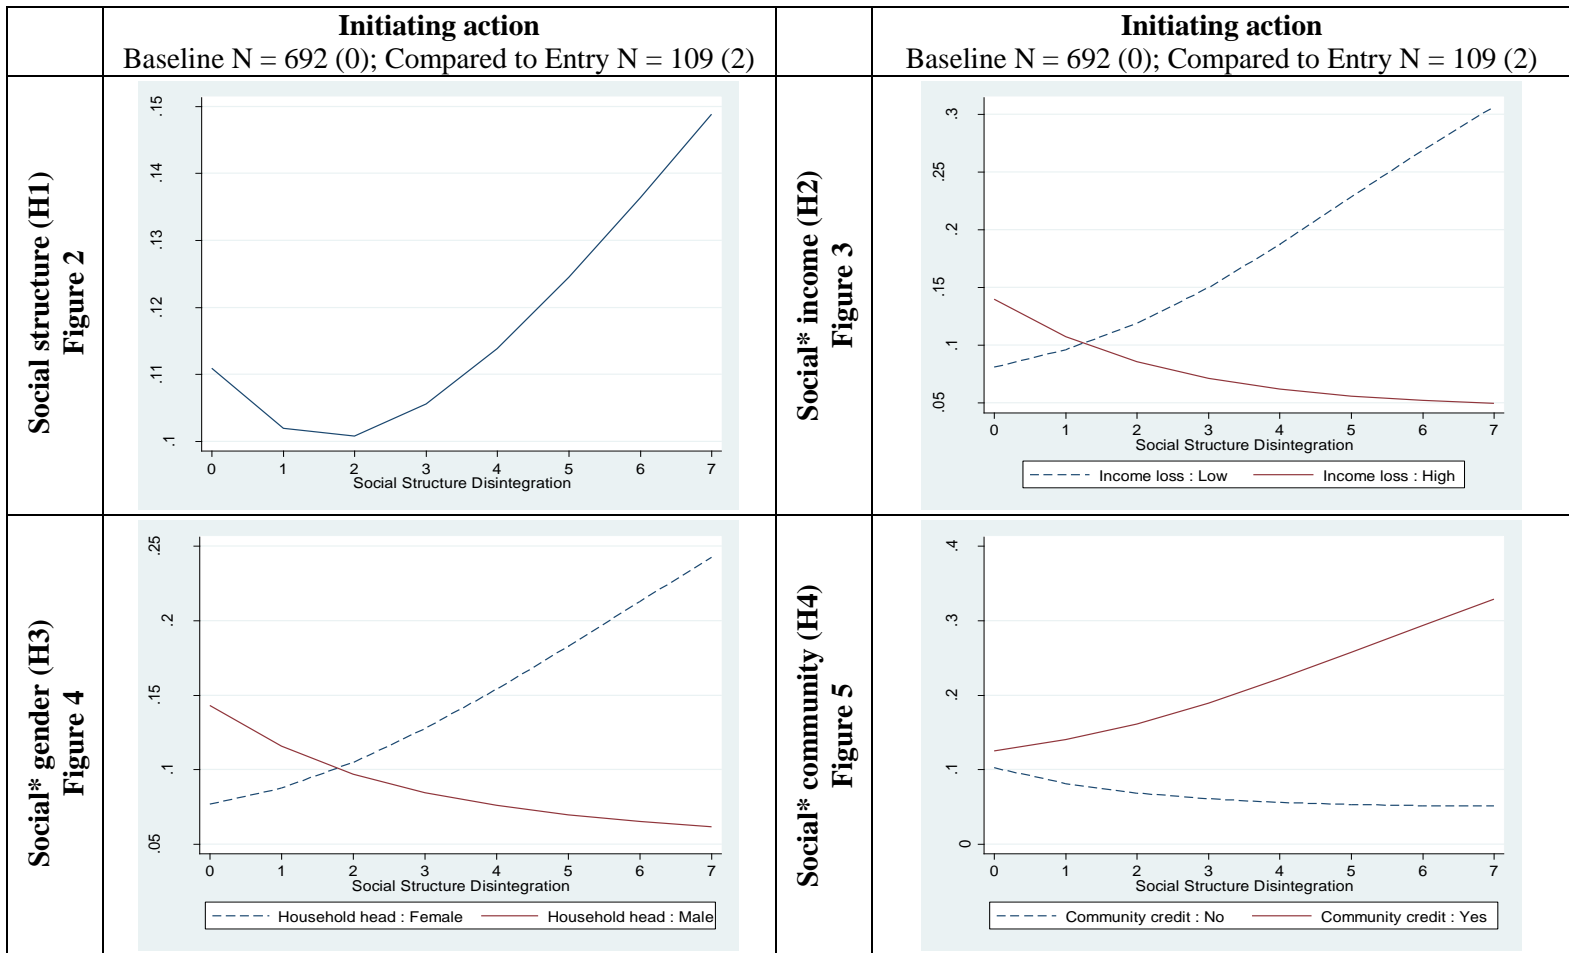 Initiating action
Baseline N = 692 (0); Compared to Entry N = 109 (2)
Initiating action
Baseline N = 692 (0); Compared to Entry N = 109 (2)
Social structure (H1)
Figure 2
.15
.14
.13
.12
.11
.1
0 1 2 3 4 5 6 7
Social Structure Disintegration
Social* income (H2)
Figure 3
.3
.25
.2
.15
.1
.05
0 1 2 3 4 5 6 7
Social Structure Disintegration
Income loss : Low Income loss : High
Social* gender (H3)
Figure 4
.25
.2
.15
.1
.05
0 1 2 3 4 5 6 7
Social Structure Disintegration
Household head : Female Household head : Male
Social* community (H4)
Figure 5
.4
.3
.2
.1
0
0 1 2 3 4 5 6 7
Social Structure Disintegration
Community credit : No Community credit : Yes